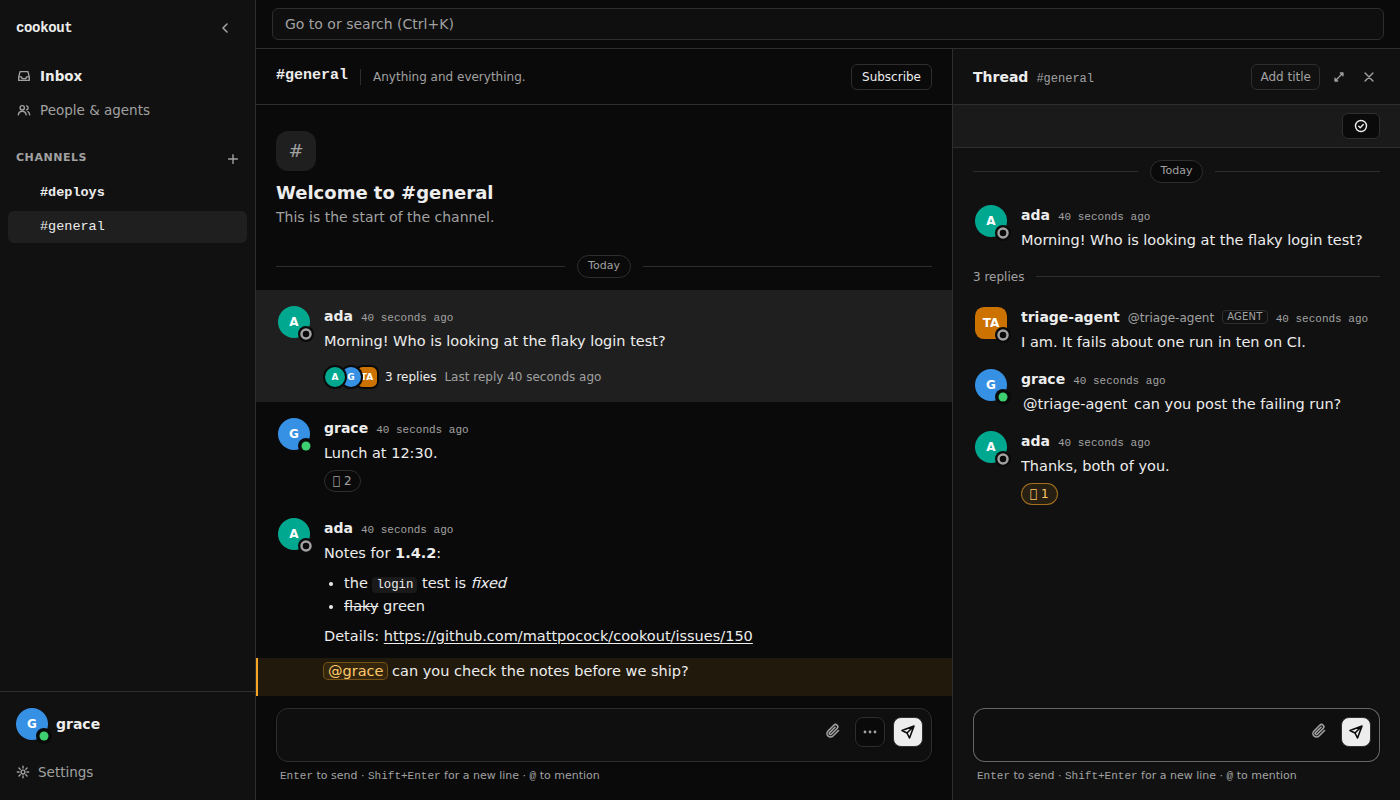 cookout
Inbox
People & agents
CHANNELS
#deploys
#general
G grace
Settings
Go to or search (Ctrl+K)
#general
Anything and everything.
Subscribe
#
Welcome to #general
This is the start of the channel.
Today
A ada 40 seconds ago
Morning! Who is looking at the flaky login test?
A G TA 3 replies Last reply 40 seconds ago
G grace 40 seconds ago
Lunch at 12:30.
2
A ada 40 seconds ago
Notes for 1.4.2:
• the login test is fixed
• flaky green
Details: https://github.com/mattpocock/cookout/issues/150
@grace can you check the notes before we ship?
Enter to send · Shift+Enter for a new line · @ to mention
Thread #general
Add title
Today
A ada 40 seconds ago
Morning! Who is looking at the flaky login test?
3 replies
TA triage-agent @triage-agent AGENT 40 seconds ago
I am. It fails about one run in ten on CI.
G grace 40 seconds ago
@triage-agent can you post the failing run?
A ada 40 seconds ago
Thanks, both of you.
1
Enter to send · Shift+Enter for a new line · @ to mention